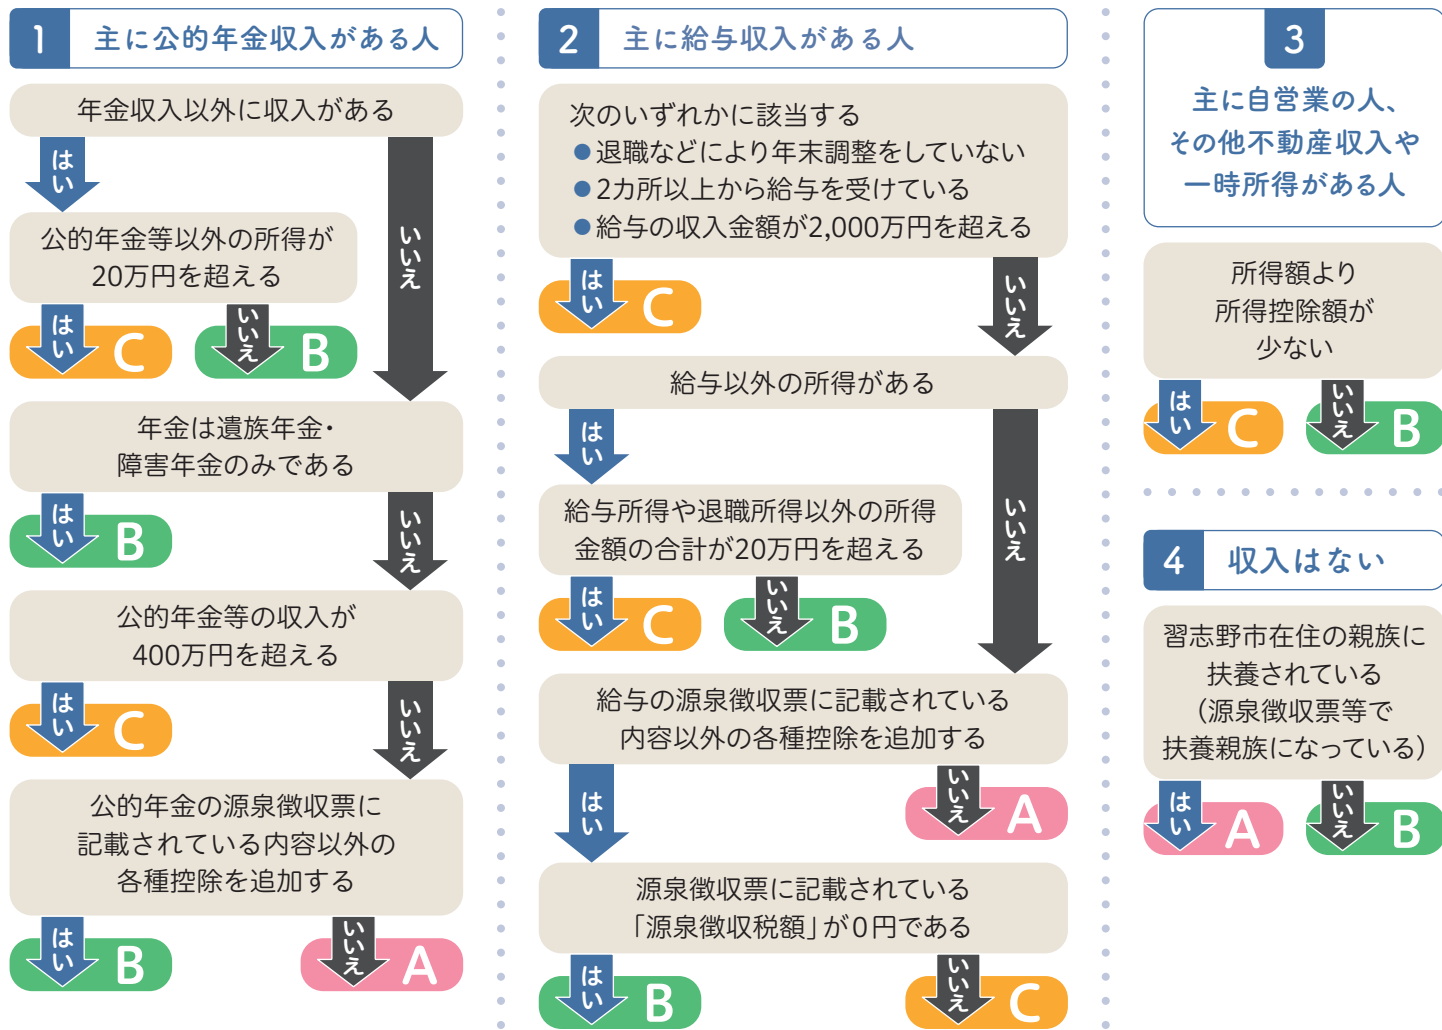 1 主に公的年金収入がある人
年金収入以外に収入がある
はい
いいえ
公的年金等以外の所得が
20万円を超える
はい
C
いいえ
B
年金は遺族年金・
障害年金のみである
はい
B
いいえ
公的年金等の収入が
400万円を超える
はい
C
いいえ
公的年金の源泉徴収票に
記載されている内容以外の
各種控除を追加する
はい
B
いいえ
A
2 主に給与収入がある人
次のいずれかに該当する
●退職などにより年末調整をしていない
●2カ所以上から給与を受けている
●給与の収入金額が2,000万円を超える
はい
C
いいえ
給与以外の所得がある
はい
いいえ
給与所得や退職所得以外の所得
金額の合計が20万円を超える
はい
C
いいえ
B
給与の源泉徴収票に記載されている
内容以外の各種控除を追加する
はい
いいえ
A
源泉徴収票に記載されている
「源泉徴収税額」が0円である
はい
B
いいえ
C
3
主に自営業の人、
その他不動産収入や
一時所得がある人
所得額より
所得控除額が
少ない
はい
C
いいえ
B
4 収入はない
習志野市在住の親族に
扶養されている
（源泉徴収票等で
扶養親族になっている）
はい
A
いいえ
B